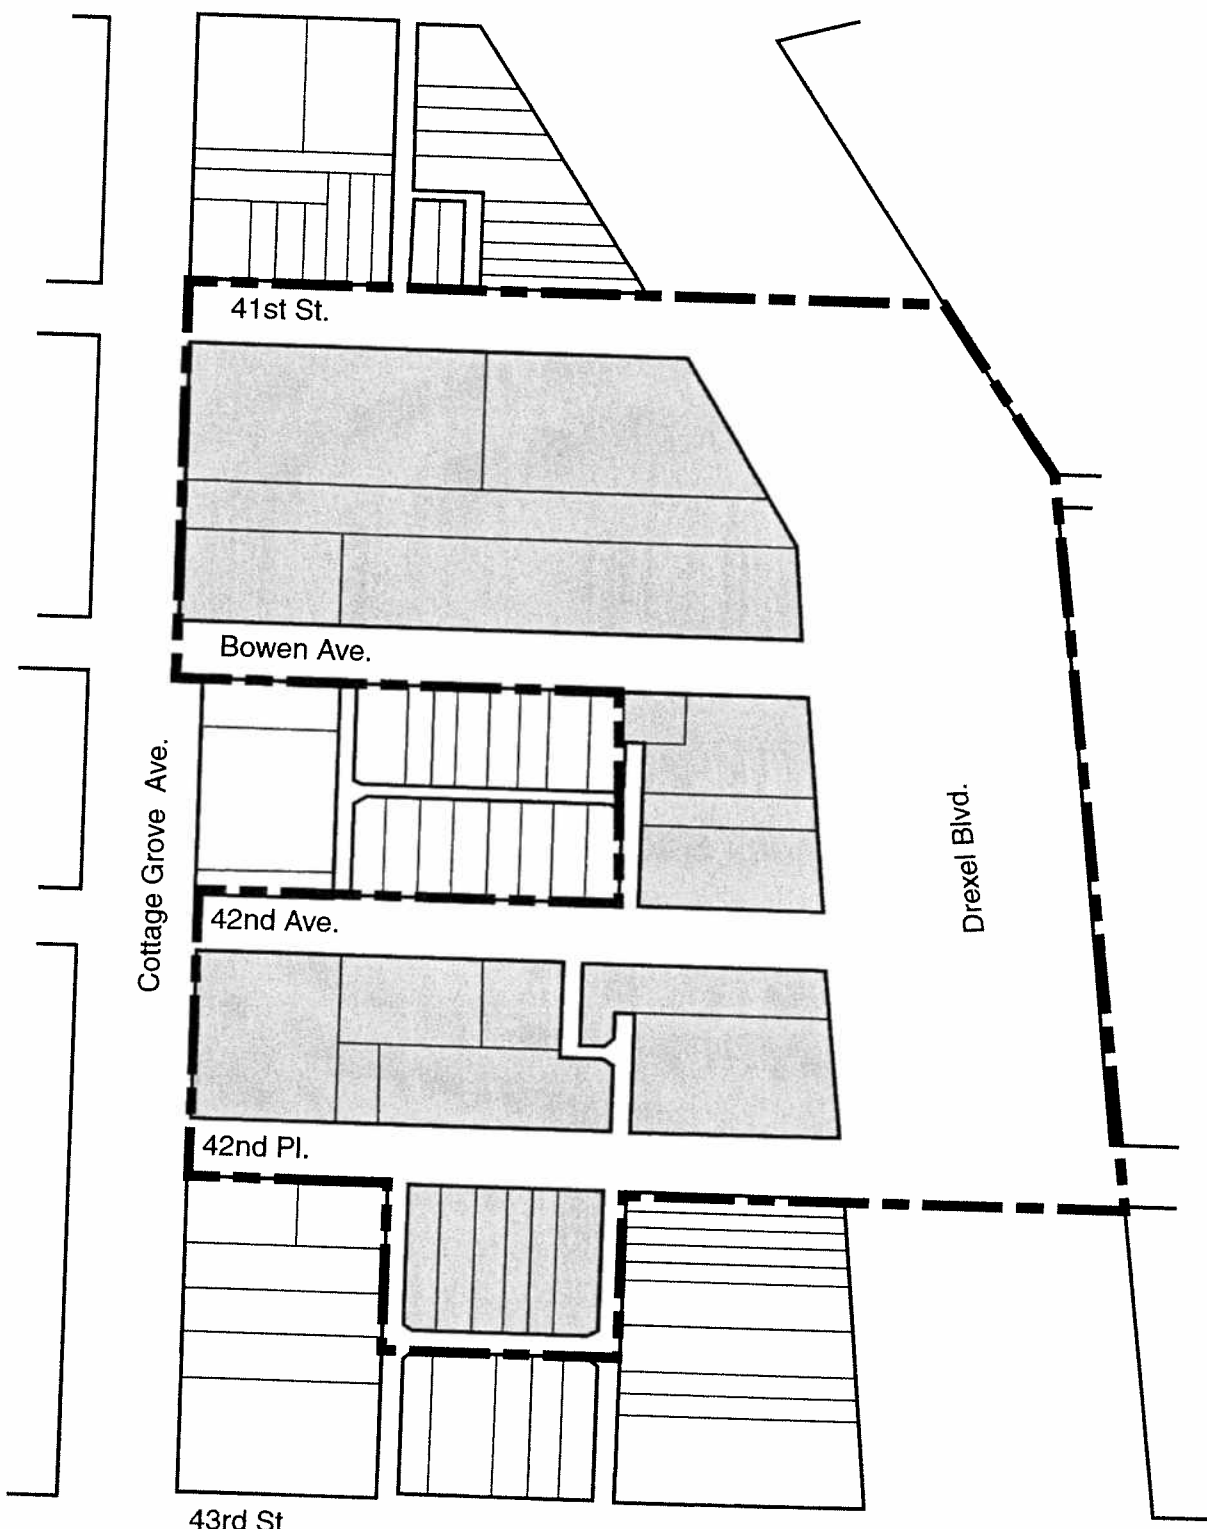 41st St.
Bowen Ave.
Cottage Grove Ave.
Drexel Blvd.
42nd Ave.
42nd Pl.
43rd St